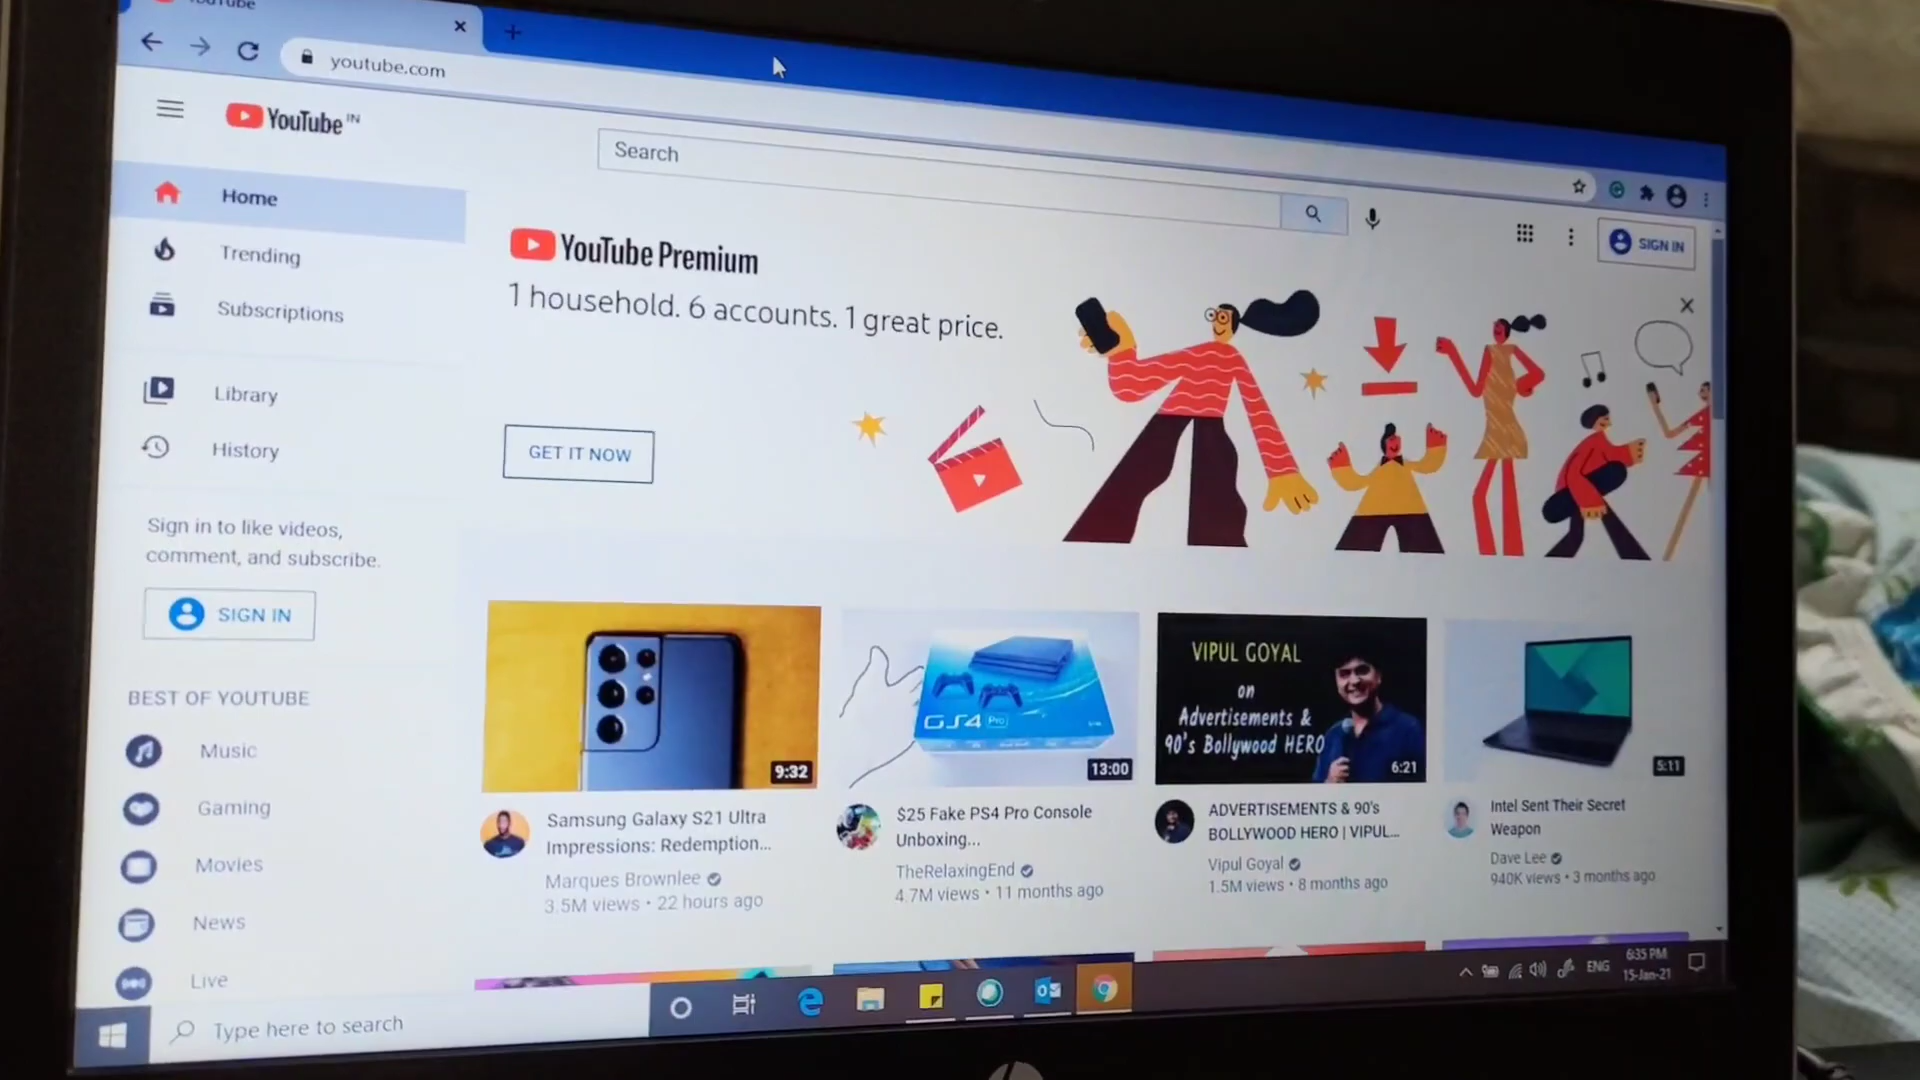 YouTube
youtube.com
YouTube IN
Search
SIGN IN
Home
Trending
Subscriptions
Library
History
Sign in to like videos,
comment, and subscribe.
SIGN IN
BEST OF YOUTUBE
Music
Gaming
Movies
News
Live
YouTube Premium
1 household. 6 accounts. 1 great price.
GET IT NOW
9:32
Samsung Galaxy S21 Ultra
Impressions: Redemption...
Marques Brownlee
3.5M views • 22 hours ago
GS4 Pro
13:00
$25 Fake PS4 Pro Console
Unboxing...
TheRelaxingEnd
4.7M views • 11 months ago
VIPUL GOYAL
on
Advertisements &
90's Bollywood HERO
6:21
ADVERTISEMENTS & 90's
BOLLYWOOD HERO | VIPUL...
Vipul Goyal
1.5M views • 8 months ago
5:11
Intel Sent Their Secret
Weapon
Dave Lee
940K views • 3 months ago
Type here to search
ENG
6:35 PM
15-Jan-21
hp